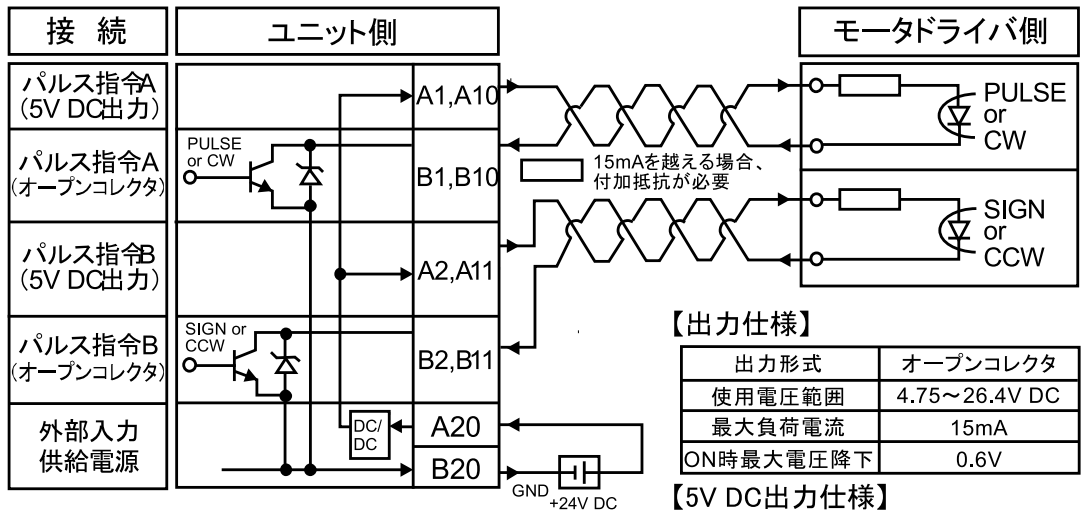 接 続
ユニット側
モータドライバ側
パルス指令A
(5V DC出力)
A1,A10
PULSE
or
CW
パルス指令A
(オープンコレクタ)
PULSE
or CW
B1,B10
15mAを越える場合、
付加抵抗が必要
パルス指令B
(5V DC出力)
A2,A11
SIGN
or
CCW
パルス指令B
(オープンコレクタ)
SIGN or
CCW
B2,B11
外部入力
供給電源
DC/
DC
A20
B20
GND
+24V DC
【出力仕様】
出力形式 オープンコレクタ
使用電圧範囲 4.75～26.4V DC
最大負荷電流 15mA
ON時最大電圧降下 0.6V
【5V DC出力仕様】